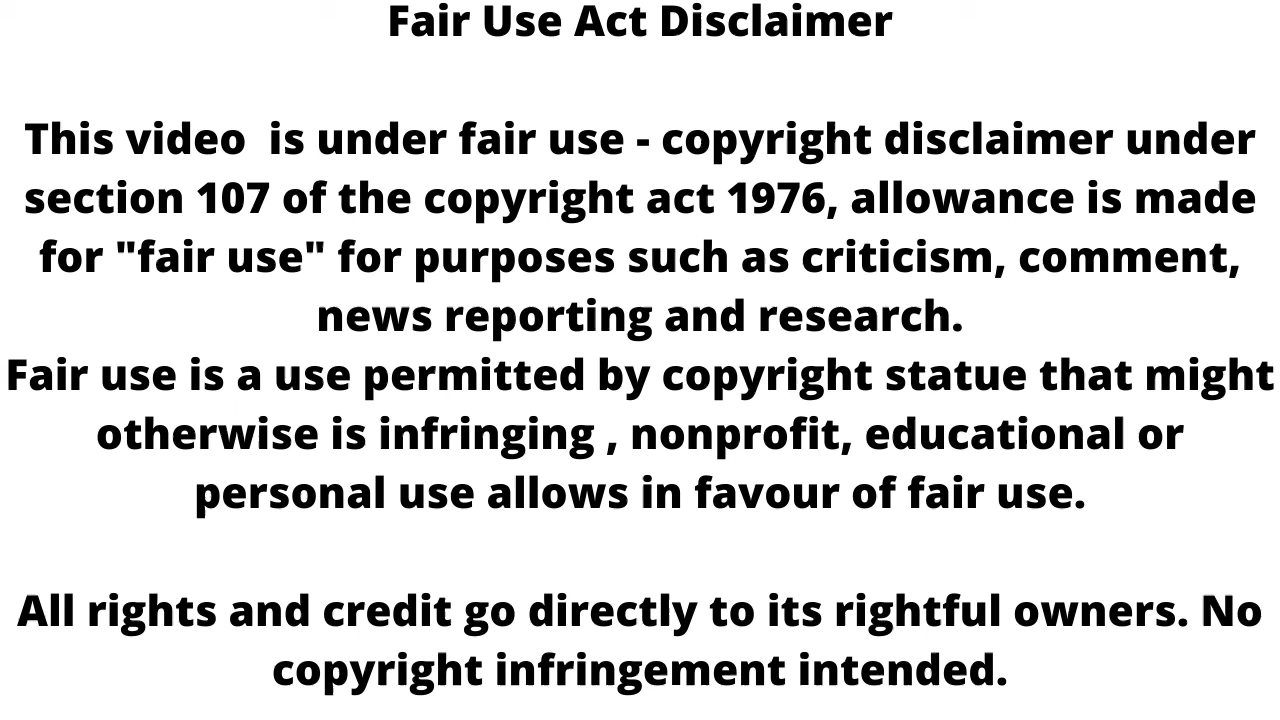 Fair Use Act Disclaimer
This video  is under fair use - copyright disclaimer under
section 107 of the copyright act 1976, allowance is made
for "fair use" for purposes such as criticism, comment,
news reporting and research.
Fair use is a use permitted by copyright statue that might
otherwise is infringing , nonprofit, educational or
personal use allows in favour of fair use.
All rights and credit go directly to its rightful owners. No
copyright infringement intended.